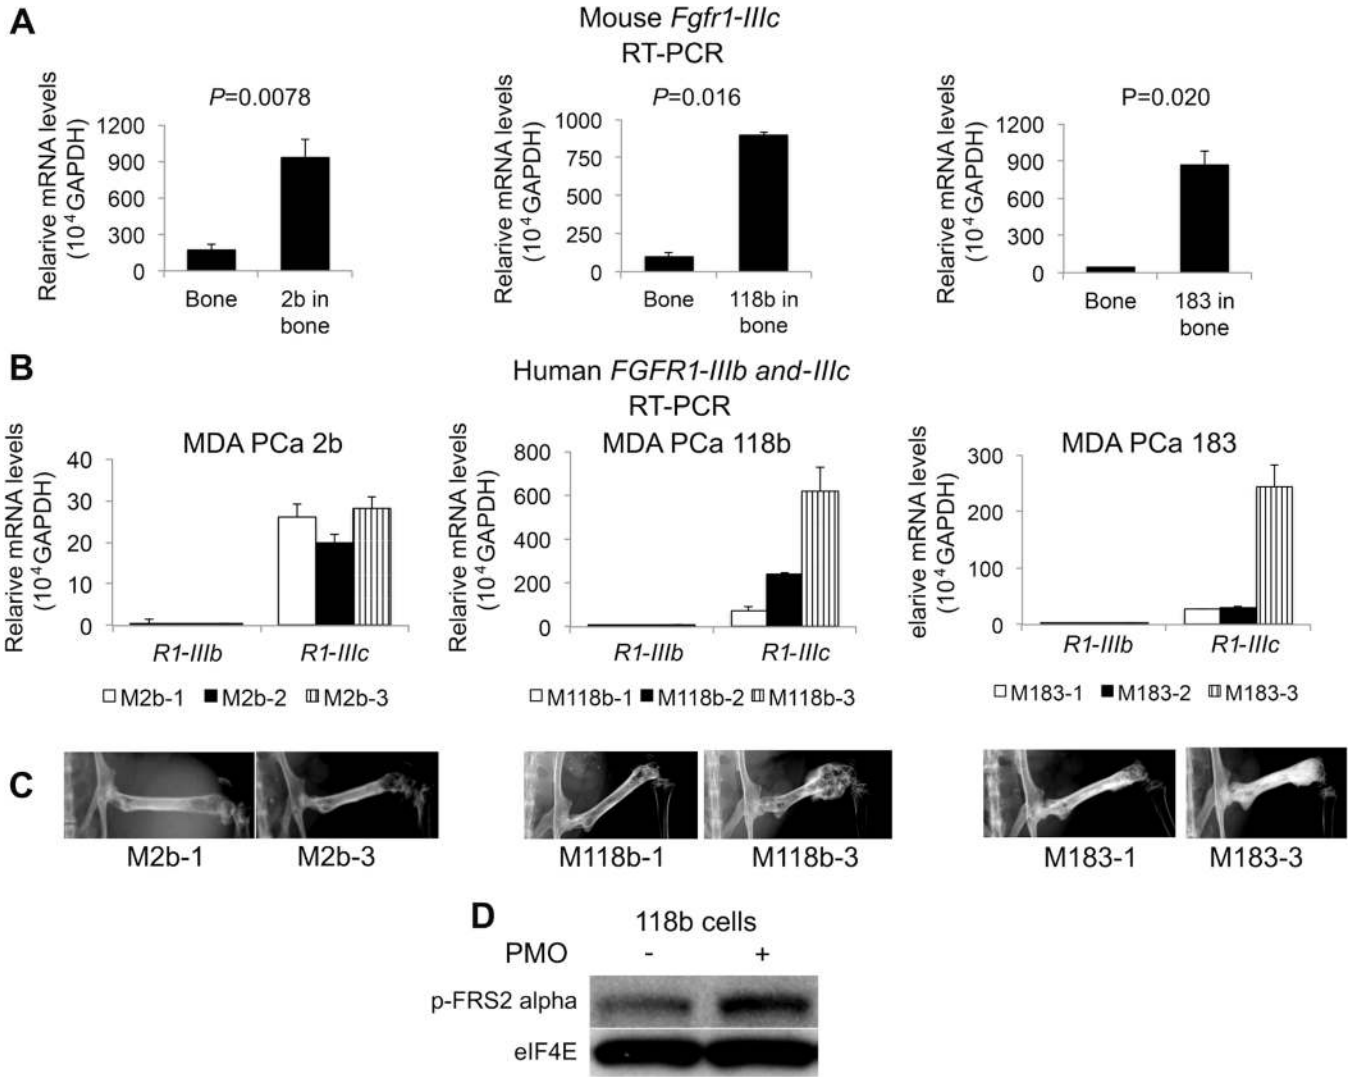 A
Mouse Fgfr1-IIIc
RT-PCR
P=0.0078
Relarive mRNA levels
(10⁴GAPDH)
1200
900
600
300
0
Bone
2b in
bone
P=0.016
Relarive mRNA levels
(10⁴GAPDH)
1000
750
500
250
0
Bone
118b in
bone
P=0.020
Relarive mRNA levels
(10⁴GAPDH)
1200
900
600
300
0
Bone
183 in
bone
B
Human FGFR1-IIIb and-IIIc
RT-PCR
MDA PCa 2b
Relarive mRNA levels
(10⁴GAPDH)
40
30
20
10
0
R1-IIIb R1-IIIc
M2b-1 M2b-2 M2b-3
MDA PCa 118b
Relarive mRNA levels
(10⁴GAPDH)
800
600
400
200
0
R1-IIIb R1-IIIc
M118b-1 M118b-2 M118b-3
MDA PCa 183
elarive mRNA levels
(10⁴GAPDH)
300
200
100
0
R1-IIIb R1-IIIc
M183-1 M183-2 M183-3
C
M2b-1 M2b-3 M118b-1 M118b-3 M183-1 M183-3
D
118b cells
PMO - +
p-FRS2 alpha
eIF4E